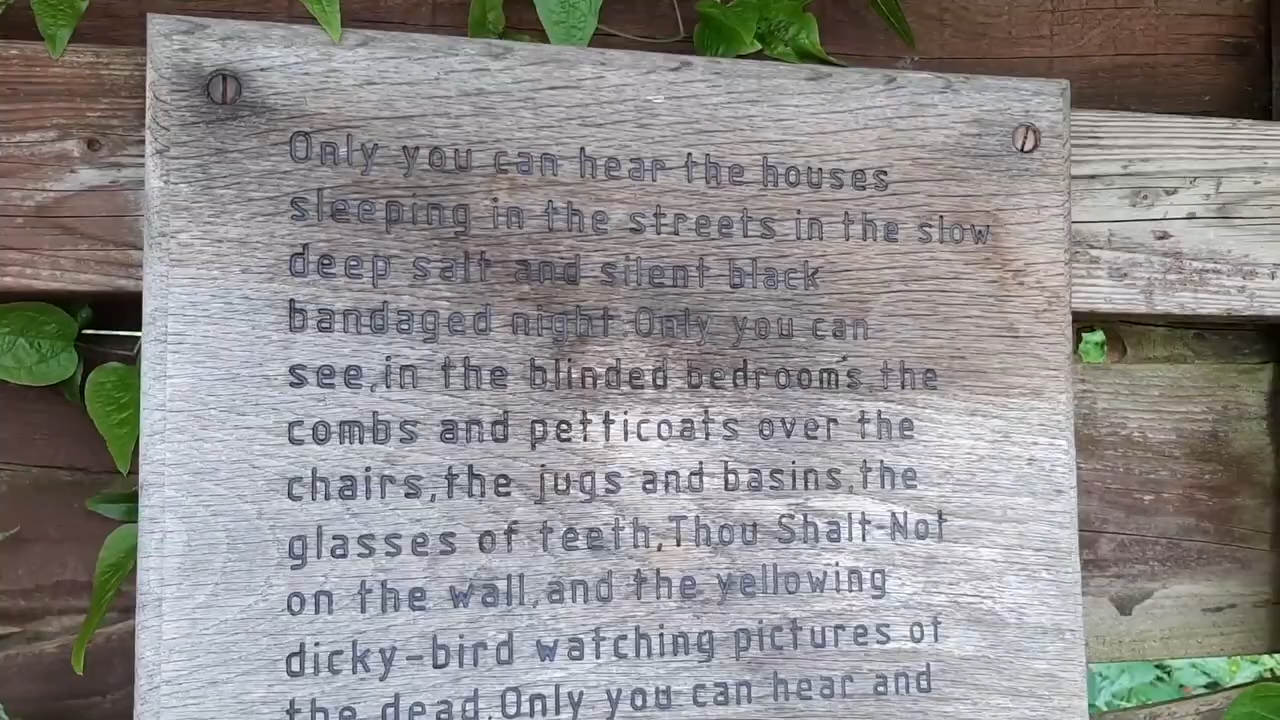 Only you can hear the houses
sleeping in the streets in the slow
deep salt and silent black
bandaged night. Only you can
see, in the blinded bedrooms, the
combs and petticoats over the
chairs, the jugs and basins, the
glasses of teeth, Thou Shalt Not
on the wall, and the yellowing
dicky-bird watching pictures of
the dead. Only you can hear and